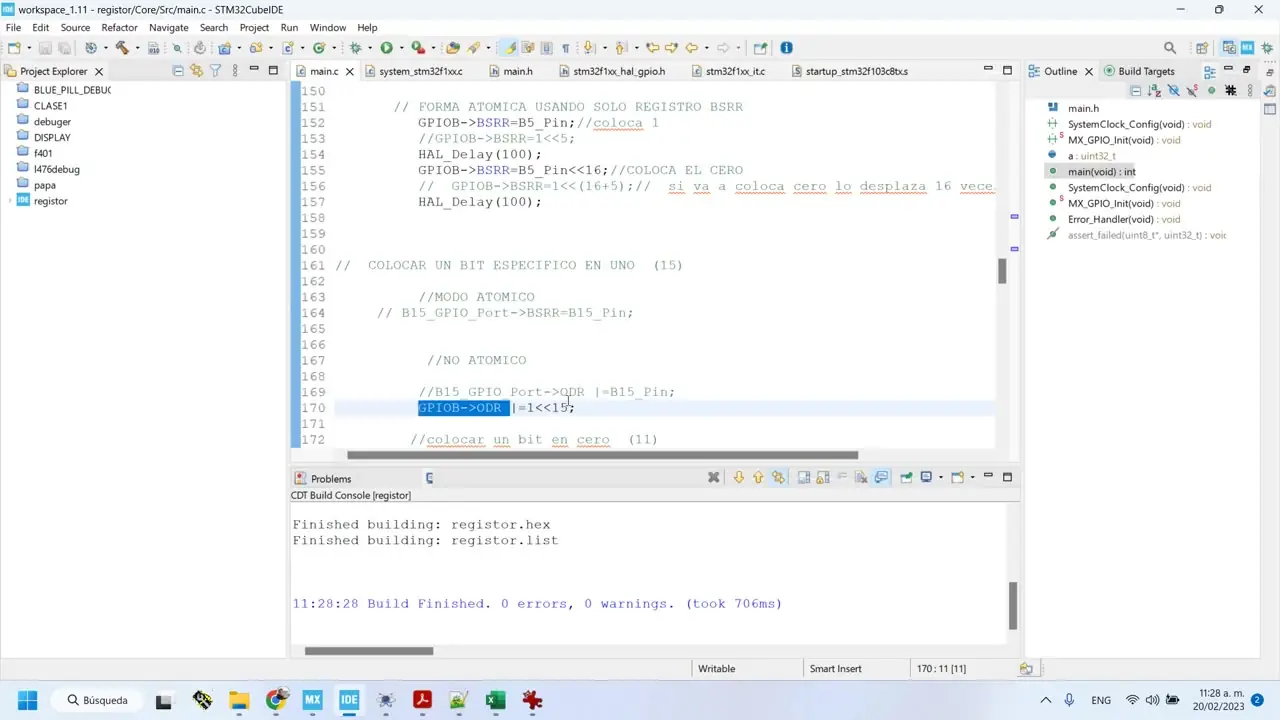 workspace_1.11 - registor/Core/Src/main.c - STM32CubeIDE
File Edit Source Refactor Navigate Search Project Run Window Help
Project Explorer
main.c
system_stm32f1xx.c
main.h
stm32f1xx_hal_gpio.h
stm32f1xx_it.c
startup_stm32f103c8tx.s
Outline
Build Targets
BLUE_PILL_DEBUG
CLASE1
debuger
DISPLAY
f401
f476debug
papa
registor
150
151 // FORMA ATOMICA USANDO SOLO REGISTRO BSRR
152 GPIOB->BSRR=B5_Pin;//coloca 1
153 //GPIOB->BSRR=1<<5;
154 HAL_Delay(100);
155 GPIOB->BSRR=B5_Pin<<16;//COLOCA EL CERO
156 // GPIOB->BSRR=1<<(16+5);// si va a coloca cero lo desplaza 16 vece
157 HAL_Delay(100);
158
159
160
161 // COLOCAR UN BIT ESPECIFICO EN UNO (15)
162
163 //MODO ATOMICO
164 // B15_GPIO_Port->BSRR=B15_Pin;
165
166
167 //NO ATOMICO
168
169 //B15_GPIO_Port->ODR |=B15_Pin;
170 GPIOB->ODR |=1<<15;
171
172 //colocar un bit en cero (11)
main.h
SystemClock_Config(void) : void
MX_GPIO_Init(void) : void
a : uint32_t
main(void) : int
SystemClock_Config(void) : void
MX_GPIO_Init(void) : void
Error_Handler(void) : void
assert_failed(uint8_t*, uint32_t) : voic
Problems
CDT Build Console [registor]
Finished building: registor.hex
Finished building: registor.list
11:28:28 Build Finished. 0 errors, 0 warnings. (took 706ms)
Writable
Smart Insert
170 : 11 [11]
Búsqueda
MX
IDE
ENG
11:28 a. m.
20/02/2023
2